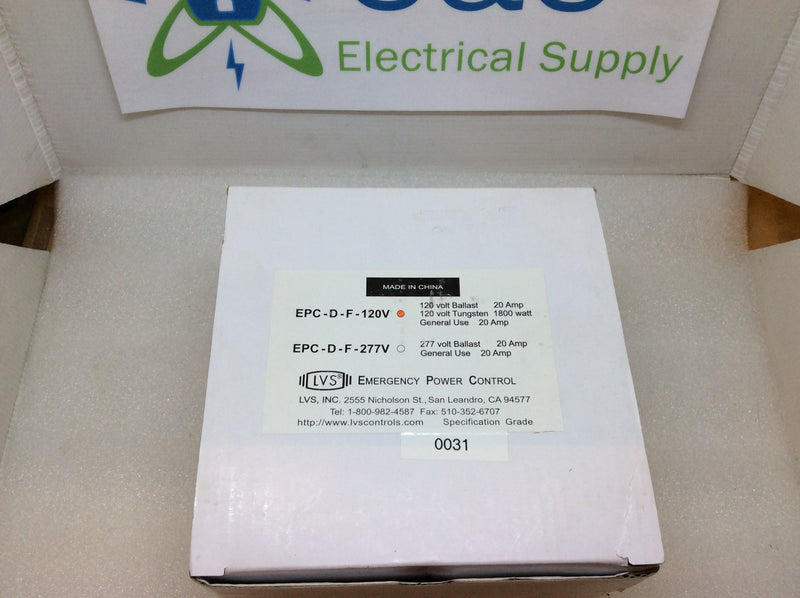 Electrical Supply
MADE IN CHINA
EPC-D-F-120V 120 volt Ballast 20 Amp
120 volt Tungsten 1800 watt
General Use 20 Amp
EPC-D-F-277V 277 volt Ballast 20 Amp
General Use 20 Amp
LVS® EMERGENCY POWER CONTROL
LVS, INC. 2555 Nicholson St., San Leandro, CA 94577
Tel: 1-800-982-4587 Fax: 510-352-6707
http://www.lvscontrols.com Specification Grade
0031